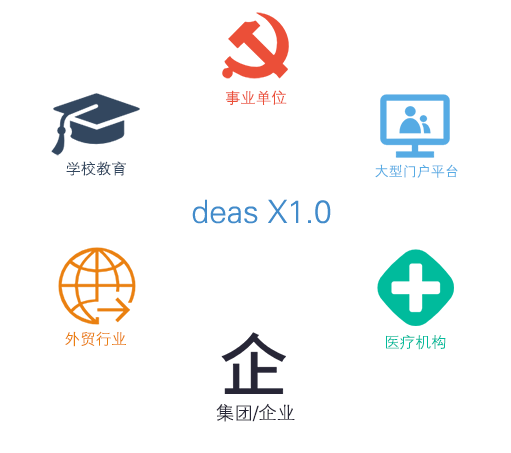 事业单位
学校教育
大型门户平台
deas X1.0
外贸行业
医疗机构
企
集团/企业